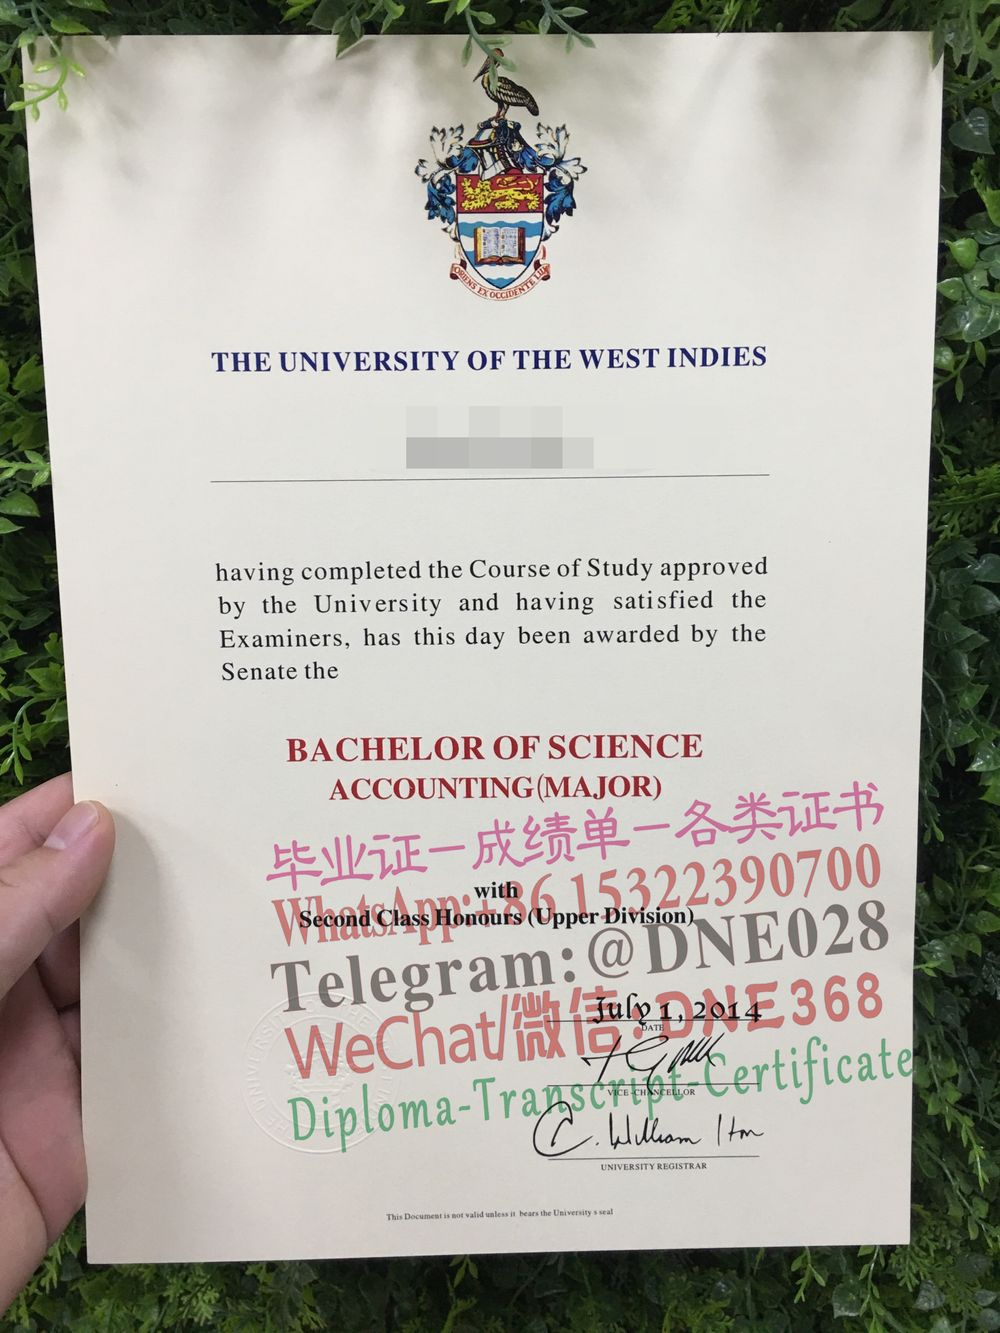 ORIENS EX OCCIDENTE LUX
THE UNIVERSITY OF THE WEST INDIES
having completed the Course of Study approved
by the University and having satisfied the
Examiners, has this day been awarded by the
Senate the
BACHELOR OF SCIENCE
ACCOUNTING(MAJOR)
毕业证－成绩单－各类证书
with
WhatsApp:+86 15322390700
Second Class Honours (Upper Division)
Telegram:@DNE028
WeChat/微信:DNE368
July 1, 2014
DATE
Diploma-Transcript-Certificate
VICE-CHANCELLOR
UNIVERSITY REGISTRAR
This Document is not valid unless it bears the University s seal